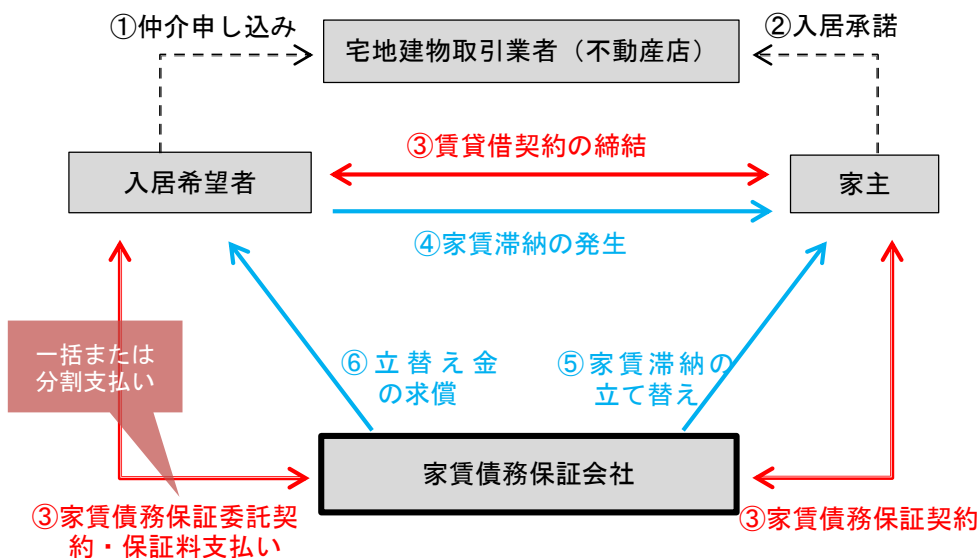 ①仲介申し込み
②入居承諾
宅地建物取引業者（不動産店）
③賃貸借契約の締結
入居希望者
家主
④家賃滞納の発生
一括または
分割支払い
⑥立替え金
の求償
⑤家賃滞納の
立て替え
家賃債務保証会社
③家賃債務保証委託契
約・保証料支払い
③家賃債務保証契約